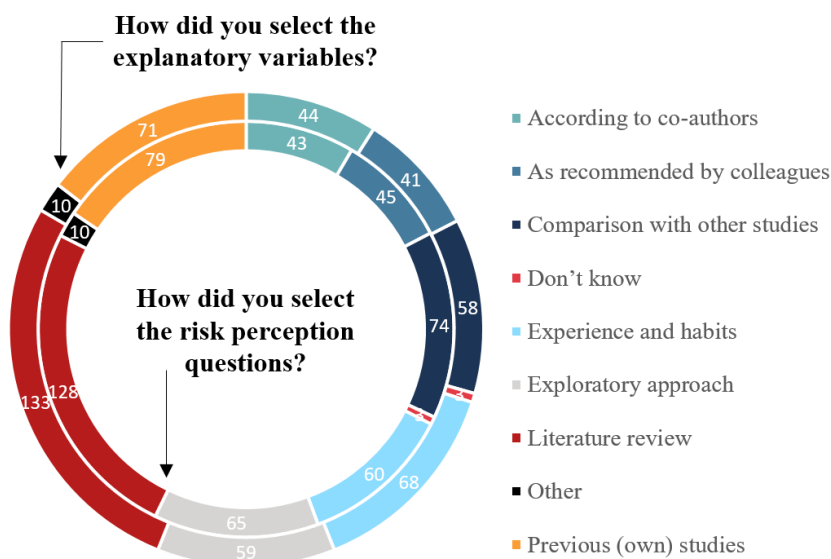 How did you select the
explanatory variables?
44
71
43
79
41
45
10
10
58
74
How did you select
the risk perception
questions?
128
133
60
68
65
59
According to co-authors
As recommended by colleagues
Comparison with other studies
Don’t know
Experience and habits
Exploratory approach
Literature review
Other
Previous (own) studies